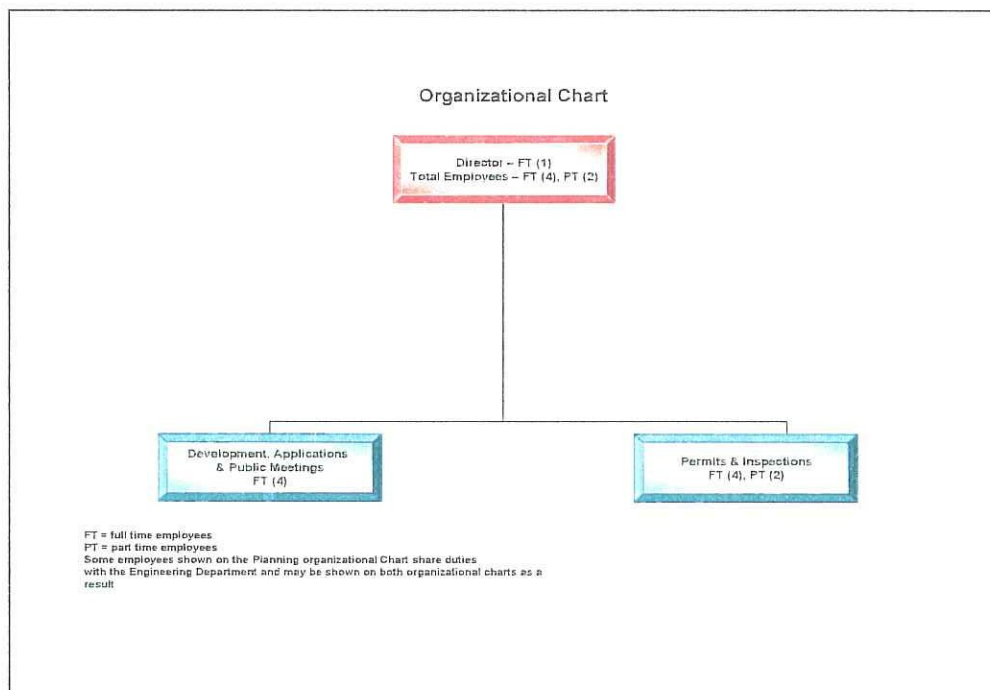 Organizational Chart
Director – FT (1)
Total Employees – FT (4), PT (2)
Development, Applications
& Public Meetings
FT (4)
Permits & Inspections
FT (4), PT (2)
FT = full time employees
PT = part time employees
Some employees shown on the Planning organizational Chart share duties
with the Engineering Department and may be shown on both organizational charts as a
result